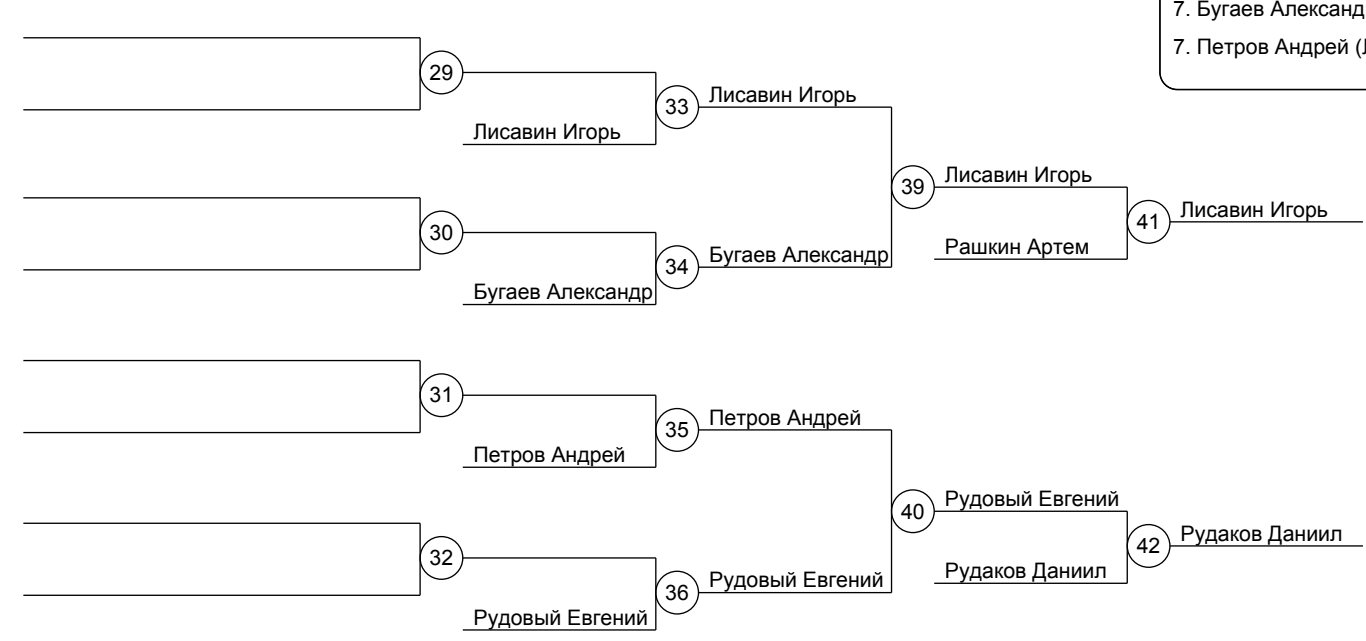 7. Бугаев Александ
7. Петров Андрей (
29
33
Лисавин Игорь
Лисавин Игорь
39
Лисавин Игорь
41
Лисавин Игорь
30
34
Бугаев Александр
Рашкин Артем
Бугаев Александр
31
35
Петров Андрей
Петров Андрей
40
Рудовый Евгений
42
Рудаков Даниил
32
36
Рудовый Евгений
Рудаков Даниил
Рудовый Евгений